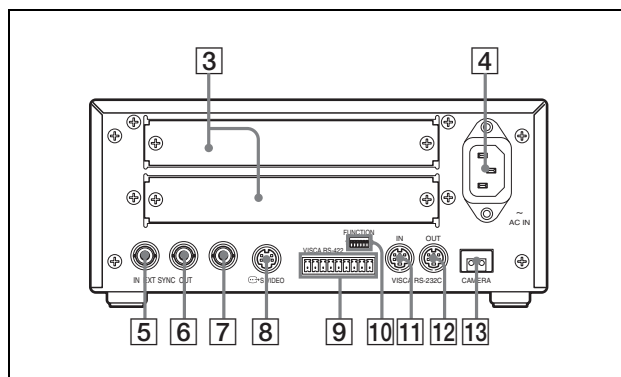 3
4
~
AC IN
FUNCTION
IN
OUT
VISCA RS-422
IN EXT SYNC OUT
S VIDEO
VISCA RS-232C
CAMERA
5
6
7
8
9
10
11
12
13